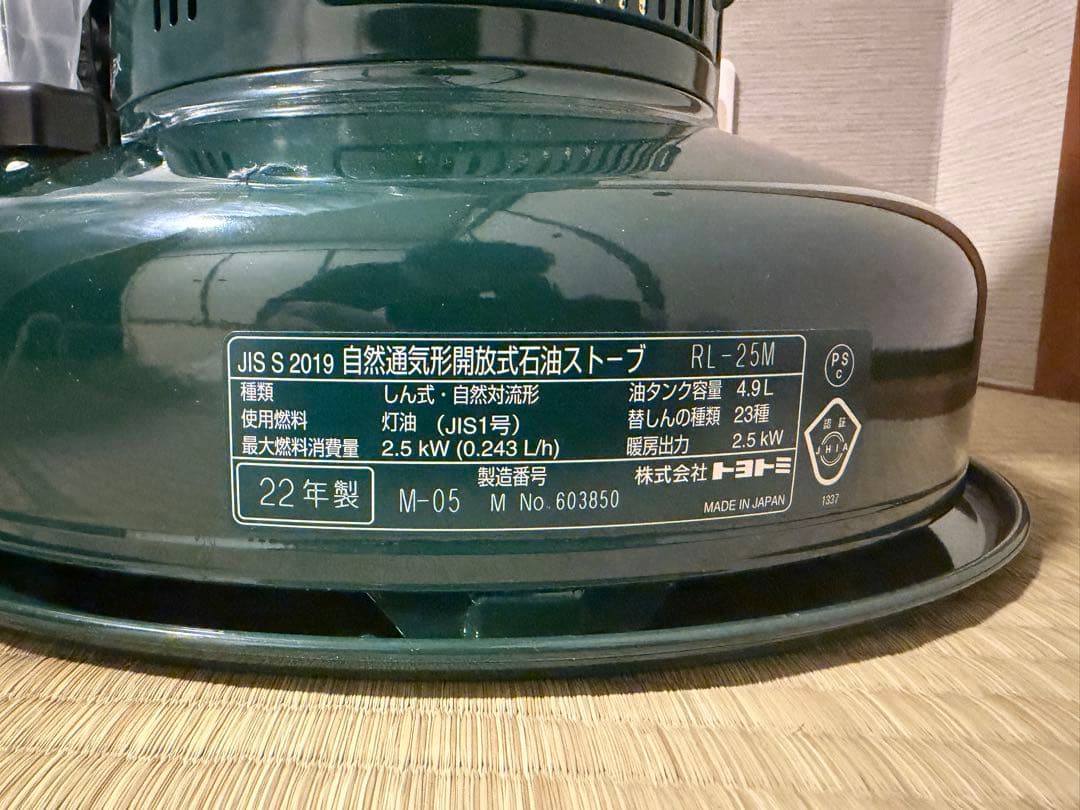 JIS S 2019 自然通気形開放式石油ストーブ RL-25M
種類 しん式・自然対流形 油タンク容量 4.9L
使用燃料 灯油 (JIS1号) 替しんの種類 23種
最大燃料消費量 2.5 kW (0.243 L/h) 暖房出力 2.5 kW
22年製
製造番号
M-05 M No. 603850
株式会社 トヨトミ
MADE IN JAPAN
PS
C
認証
JHIA
1337